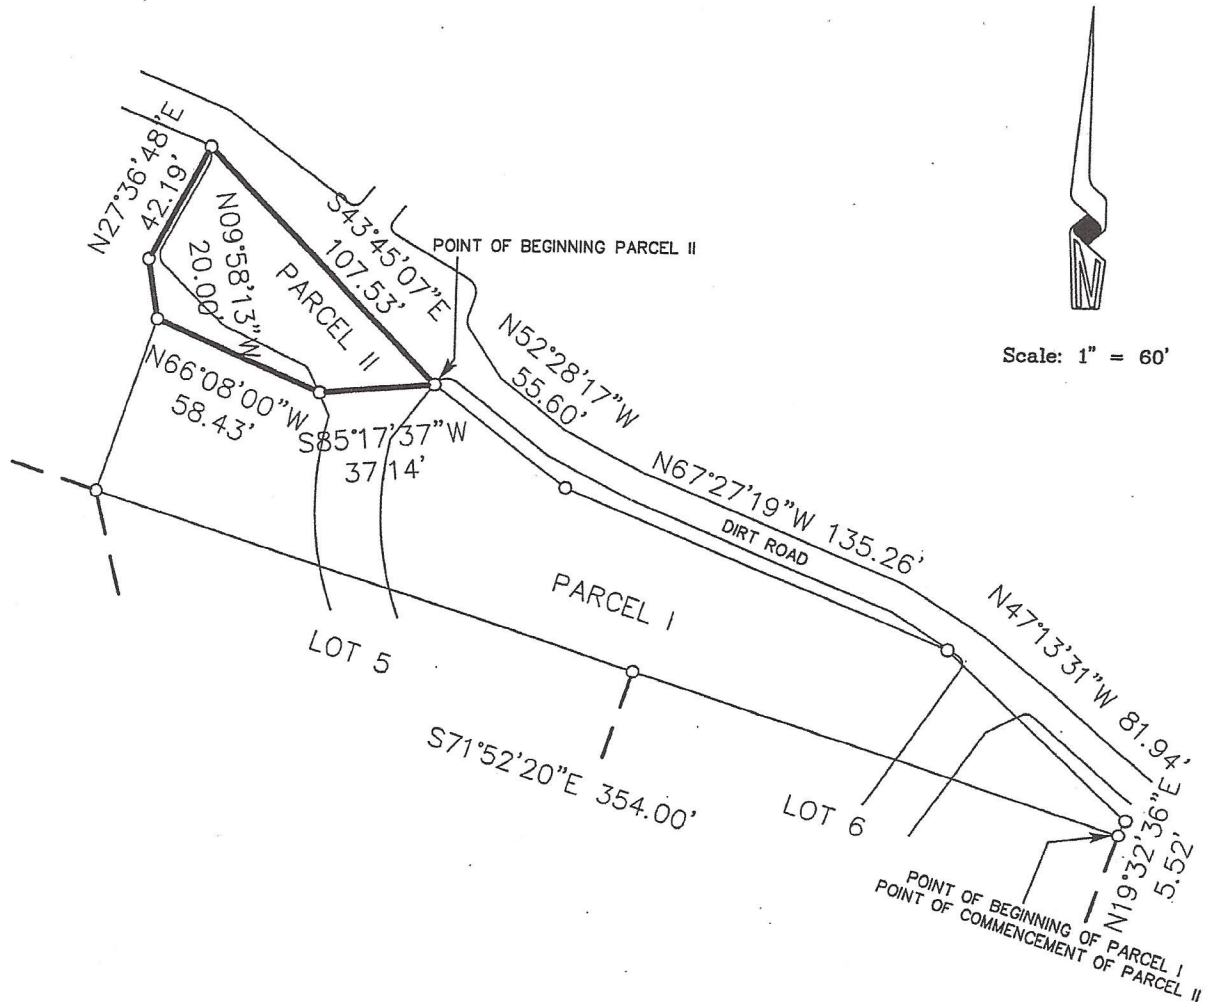 N27°36'48"E
42.19'
N09°58'13"W
20.00'
S43°45'07"E
107.53'
PARCEL II
POINT OF BEGINNING PARCEL II
N
Scale: 1" = 60'
N52°28'17"W
55.60'
N66°08'00"W
58.43'
S85°17'37"W
37.14'
N67°27'19"W 135.26'
DIRT ROAD
PARCEL I
N47°13'31"W 81.94'
LOT 5
S71°52'20"E 354.00'
LOT 6
N19°32'36"E
5.52'
POINT OF BEGINNING OF PARCEL I
POINT OF COMMENCEMENT OF PARCEL II